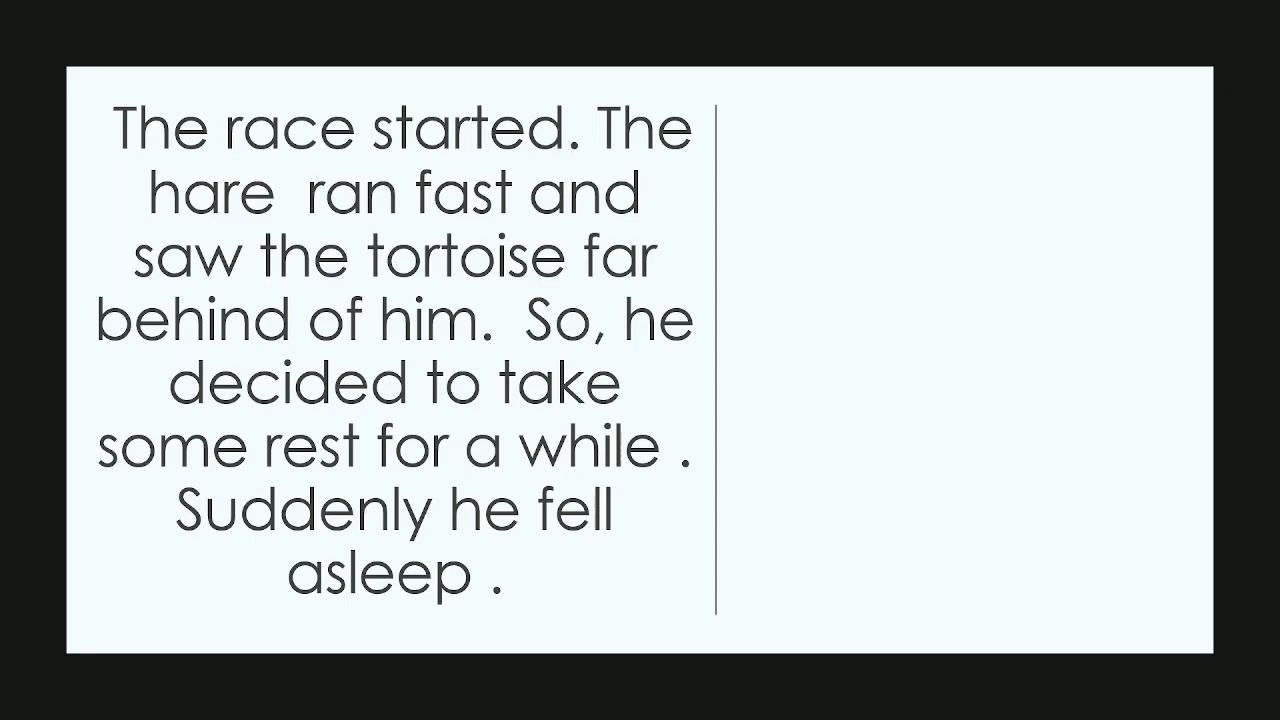 The race started. The
hare  ran fast and
saw the tortoise far
behind of him.  So, he
decided to take
some rest for a while .
Suddenly he fell
asleep .